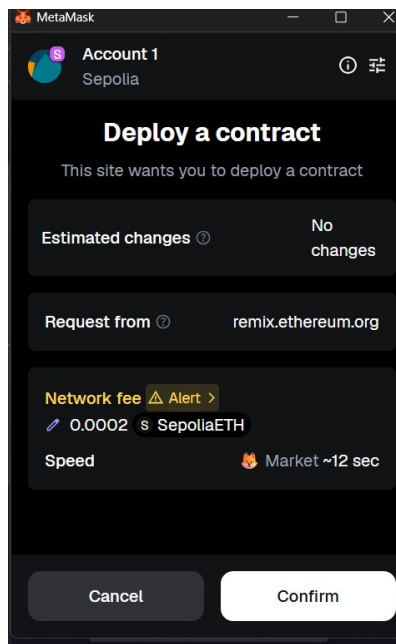 MetaMask
S
Account 1
Sepolia
Deploy a contract
This site wants you to deploy a contract
Estimated changes ?
No
changes
Request from ? remix.ethereum.org
Network fee Alert >
0.0002 S SepoliaETH
Speed Market ~12 sec
Cancel Confirm